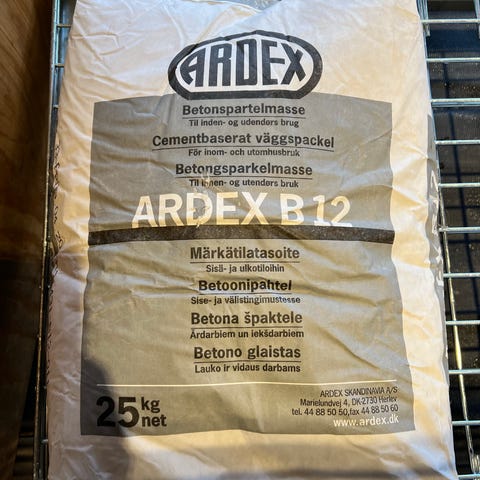 ARDEX
Betonspartelmasse
Til inden- og udendørs brug
Cementbaserat väggspackel
För inom- och utomhusbruk
Betongsparkelmasse
Til innen- og utendørs bruk
ARDEX B 12
Märkätilatasoite
Sisä- ja ulkotiloihin
Betoonipahtel
Sise- ja välistingimustesse
Betona špaktele
Ārdarbiem un iekšdarbiem
Betono glaistas
Lauko ir vidaus darbams
25 kg net
ARDEX SKANDINAVIA A/S
Marielundvej 4, DK-2730 Herlev
tel. 44 88 50 50, fax 44 88 50 60
www.ardex.dk